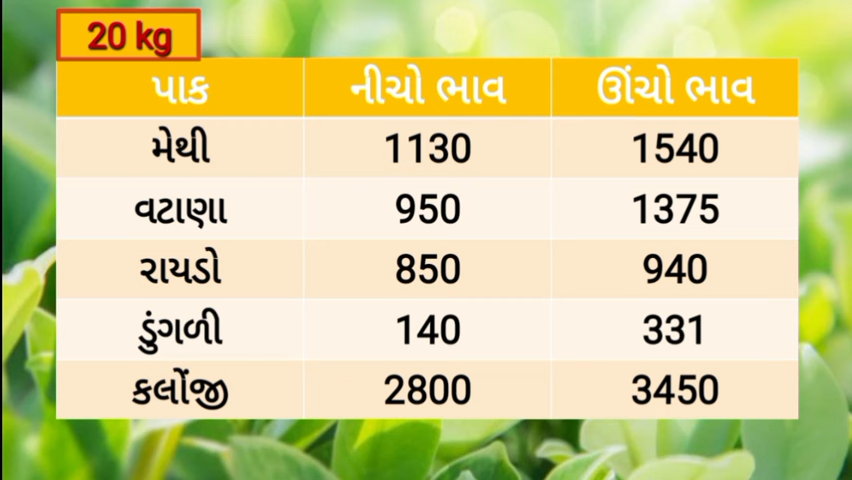 20 kg
પાક નીચો ભાવ ઊંચો ભાવ
મેથી 1130 1540
વટાણા 950 1375
રાયડો 850 940
ડુંગળી 140 331
કલોંજી 2800 3450